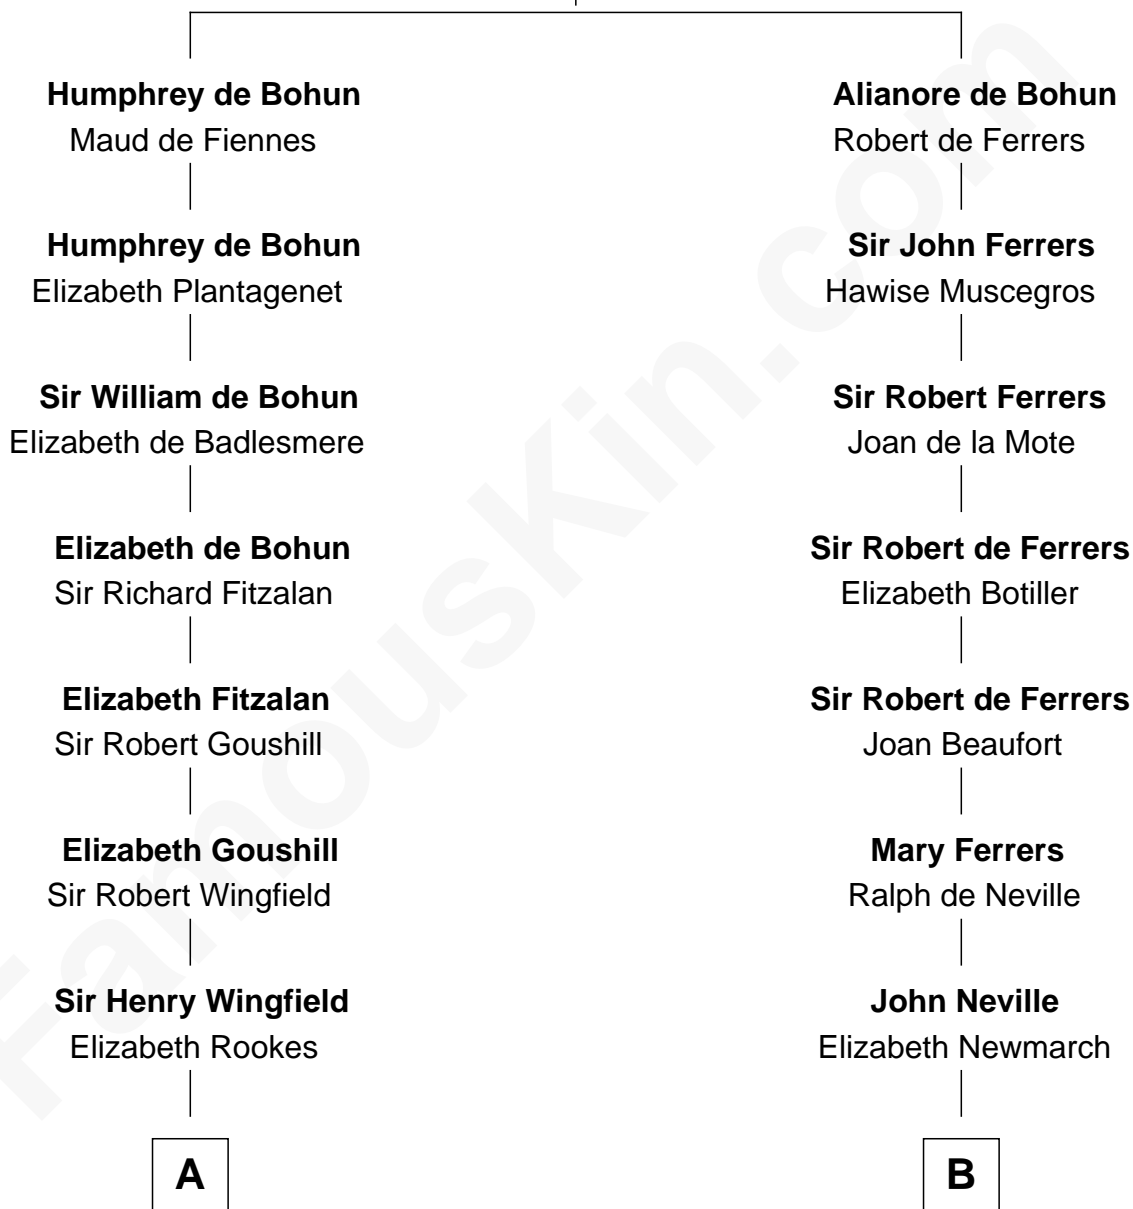 Humphrey de Bohun
Maud de Fiennes
Humphrey de Bohun
Elizabeth Plantagenet
Sir William de Bohun
Elizabeth de Badlesmere
Elizabeth de Bohun
Sir Richard Fitzalan
Elizabeth Fitzalan
Sir Robert Goushill
Elizabeth Goushill
Sir Robert Wingfield
Sir Henry Wingfield
Elizabeth Rookes
A
Alianore de Bohun
Robert de Ferrers
Sir John Ferrers
Hawise Muscegros
Sir Robert Ferrers
Joan de la Mote
Sir Robert de Ferrers
Elizabeth Botiller
Sir Robert de Ferrers
Joan Beaufort
Mary Ferrers
Ralph de Neville
John Neville
Elizabeth Newmarch
B
FamousKin.com